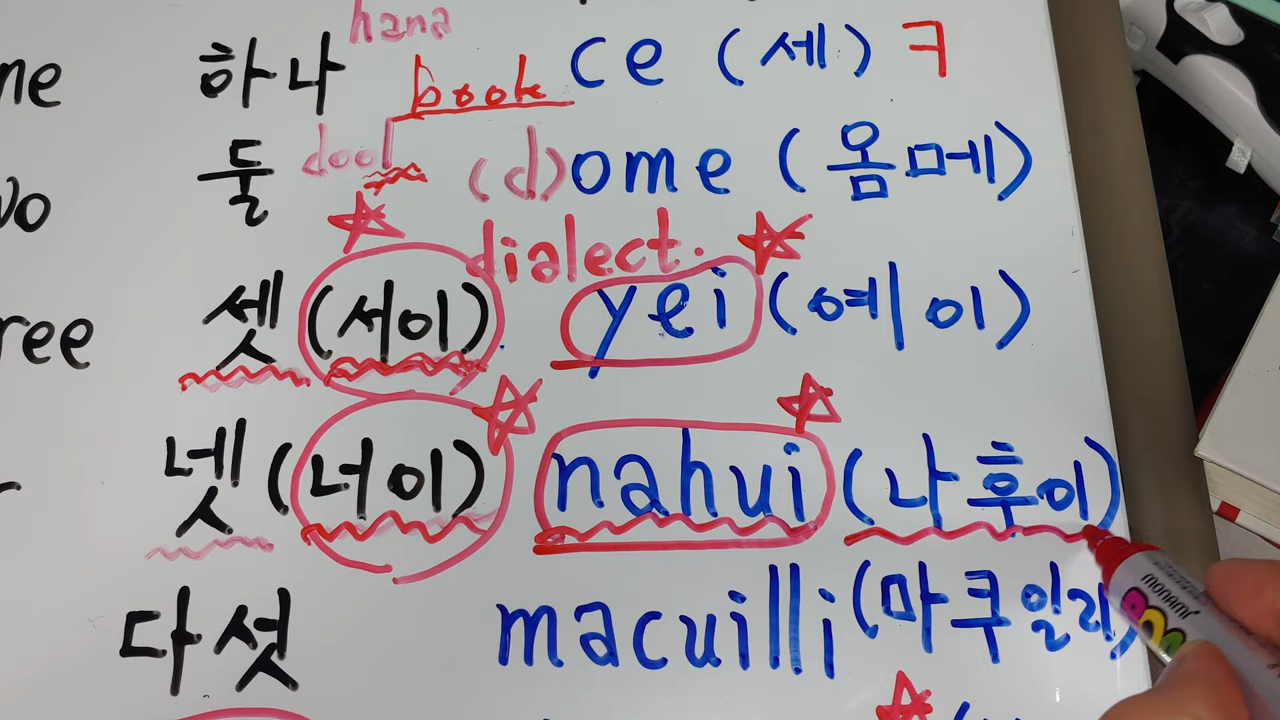 hana
ne 하나 book ce (세) ㅋ
wo 둘 dool (d)ome (옴메)
dialect.
ree 셋 (서이) yei (예이)
넷 (너이) nahui (나후이)
다섯 macuilli (마쿠일리)
monami